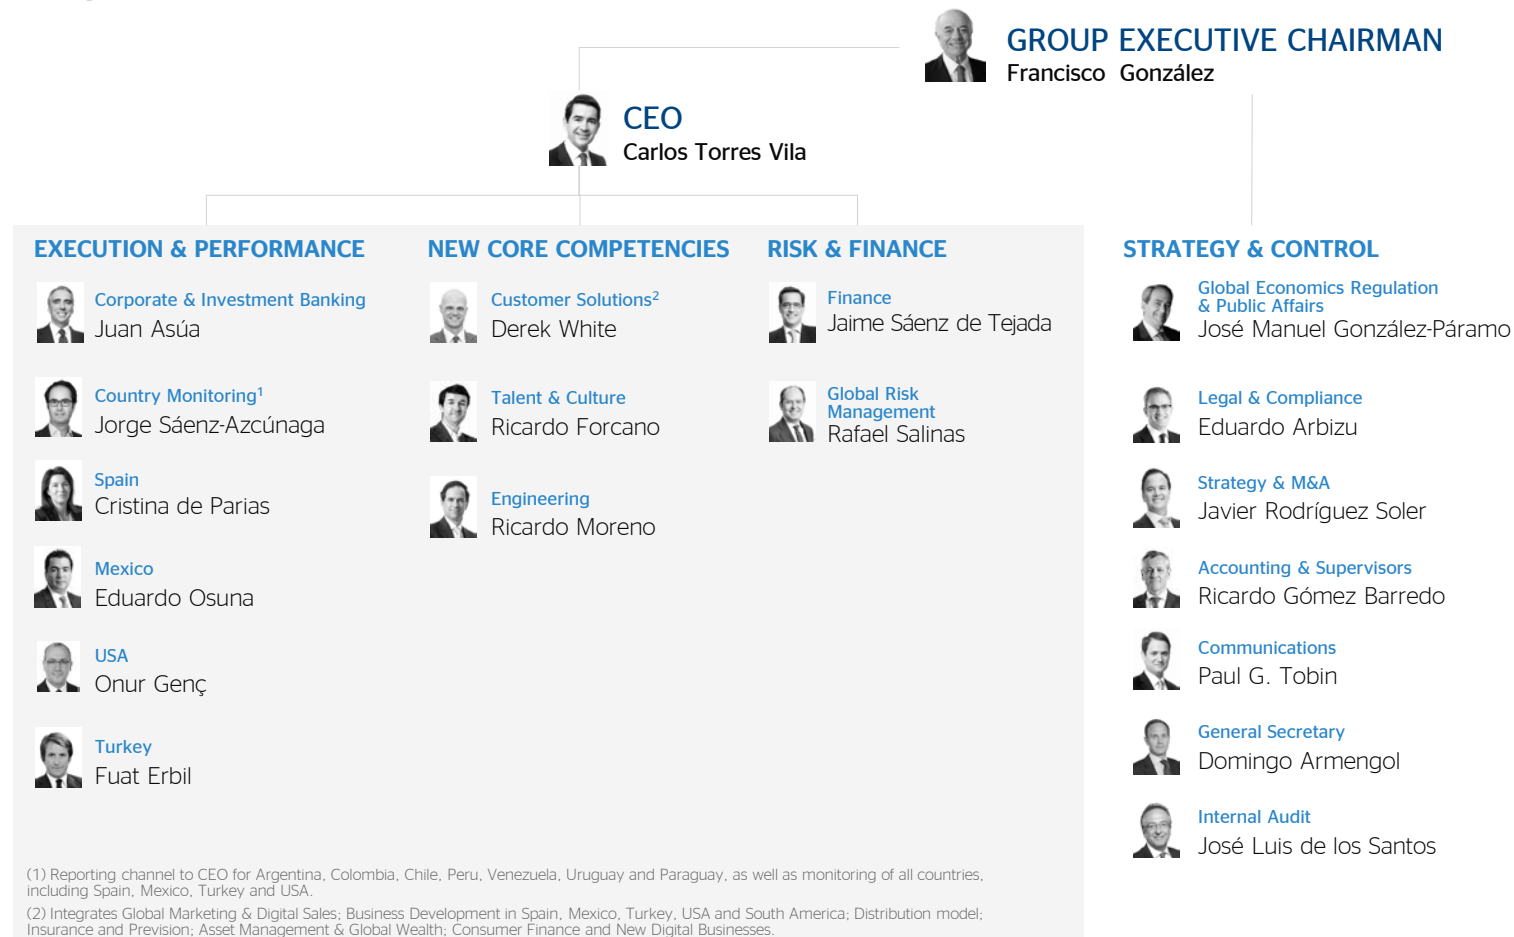 GROUP EXECUTIVE CHAIRMAN
Francisco González
CEO
Carlos Torres Vila
EXECUTION & PERFORMANCE
Corporate & Investment Banking
Juan Asúa
Country Monitoring¹
Jorge Sáenz-Azcúnaga
Spain
Cristina de Parias
Mexico
Eduardo Osuna
USA
Onur Genç
Turkey
Fuat Erbil
NEW CORE COMPETENCIES
Customer Solutions²
Derek White
Talent & Culture
Ricardo Forcano
Engineering
Ricardo Moreno
RISK & FINANCE
Finance
Jaime Sáenz de Tejada
Global Risk
Management
Rafael Salinas
STRATEGY & CONTROL
Global Economics Regulation
& Public Affairs
José Manuel González-Páramo
Legal & Compliance
Eduardo Arbizu
Strategy & M&A
Javier Rodríguez Soler
Accounting & Supervisors
Ricardo Gómez Barredo
Communications
Paul G. Tobin
General Secretary
Domingo Armengol
Internal Audit
José Luis de los Santos
(1) Reporting channel to CEO for Argentina, Colombia, Chile, Peru, Venezuela, Uruguay and Paraguay, as well as monitoring of all countries,
including Spain, Mexico, Turkey and USA.
(2) Integrates Global Marketing & Digital Sales; Business Development in Spain, Mexico, Turkey, USA and South America; Distribution model;
Insurance and Prevision; Asset Management & Global Wealth; Consumer Finance and New Digital Businesses.